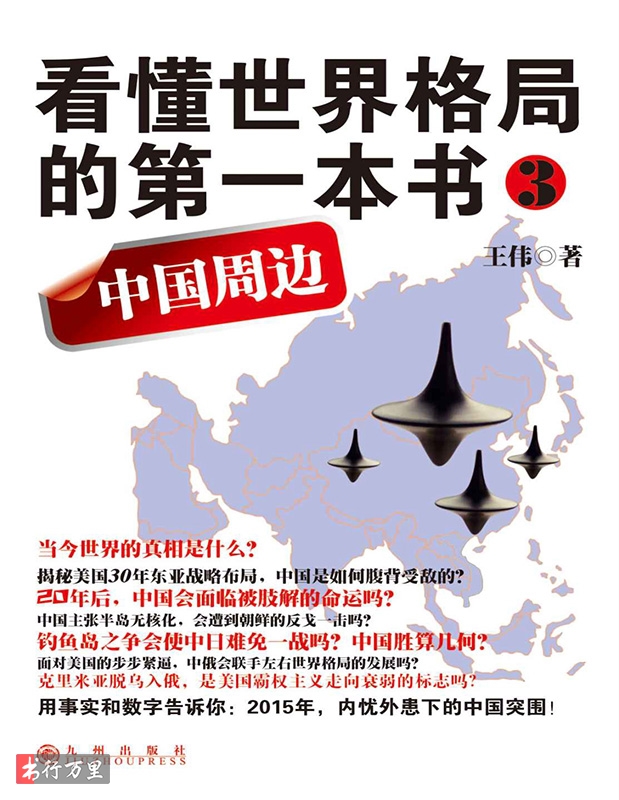 看懂世界格局
的第一本书 3
王伟◎著
中国周边
当今世界的真相是什么?
揭秘美国30年东亚战略布局，中国是如何腹背受敌的?
20年后，中国会面临被肢解的命运吗?
中国主张半岛无核化，会遭到朝鲜的反戈一击吗?
钓鱼岛之争会使中日难免一战吗? 中国胜算几何?
面对美国的步步紧逼，中俄会联手左右世界格局的发展吗?
克里米亚脱乌入俄，是美国霸权主义走向衰弱的标志吗?
用事实和数字告诉你：2015年，内忧外患下的中国突围！
九州出版社
JIUZHOUPRESS
书行万里